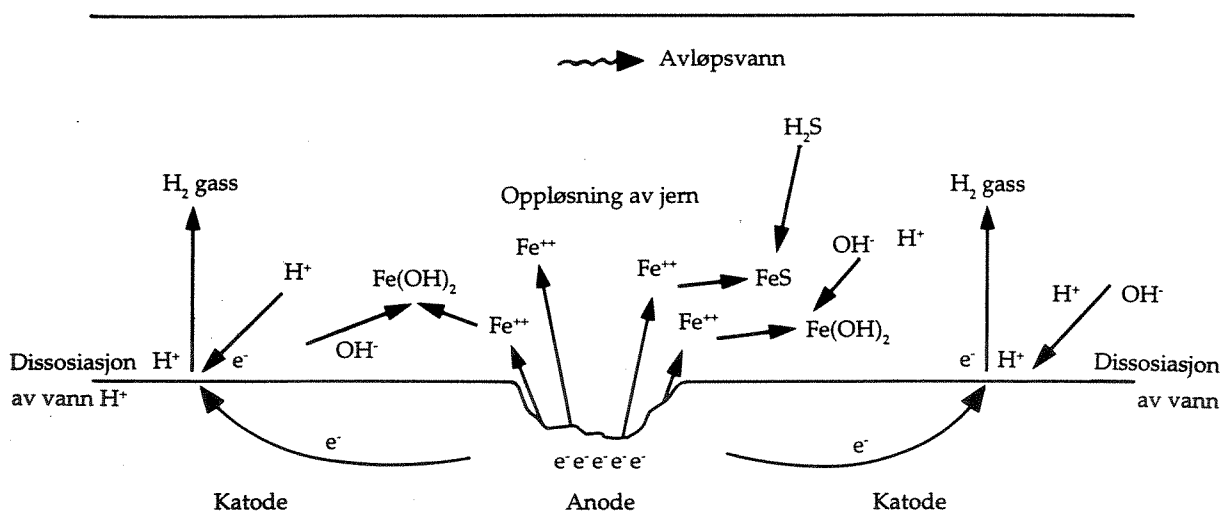 Avløpsvann
H₂S
H₂ gass
H₂ gass
Oppløsning av jern
Fe⁺⁺
OH⁻ H⁺
H⁺
Fe(OH)₂
Fe⁺⁺
FeS
H⁺
OH⁻
Fe⁺⁺
Fe⁺⁺
Fe(OH)₂
OH⁻
Dissosiasjon H⁺ e⁻
e⁻ H⁺ Dissosiasjon
av vann H⁺
av vann
e⁻
e⁻ e⁻ e⁻ e⁻ e⁻
e⁻
Katode
Anode
Katode